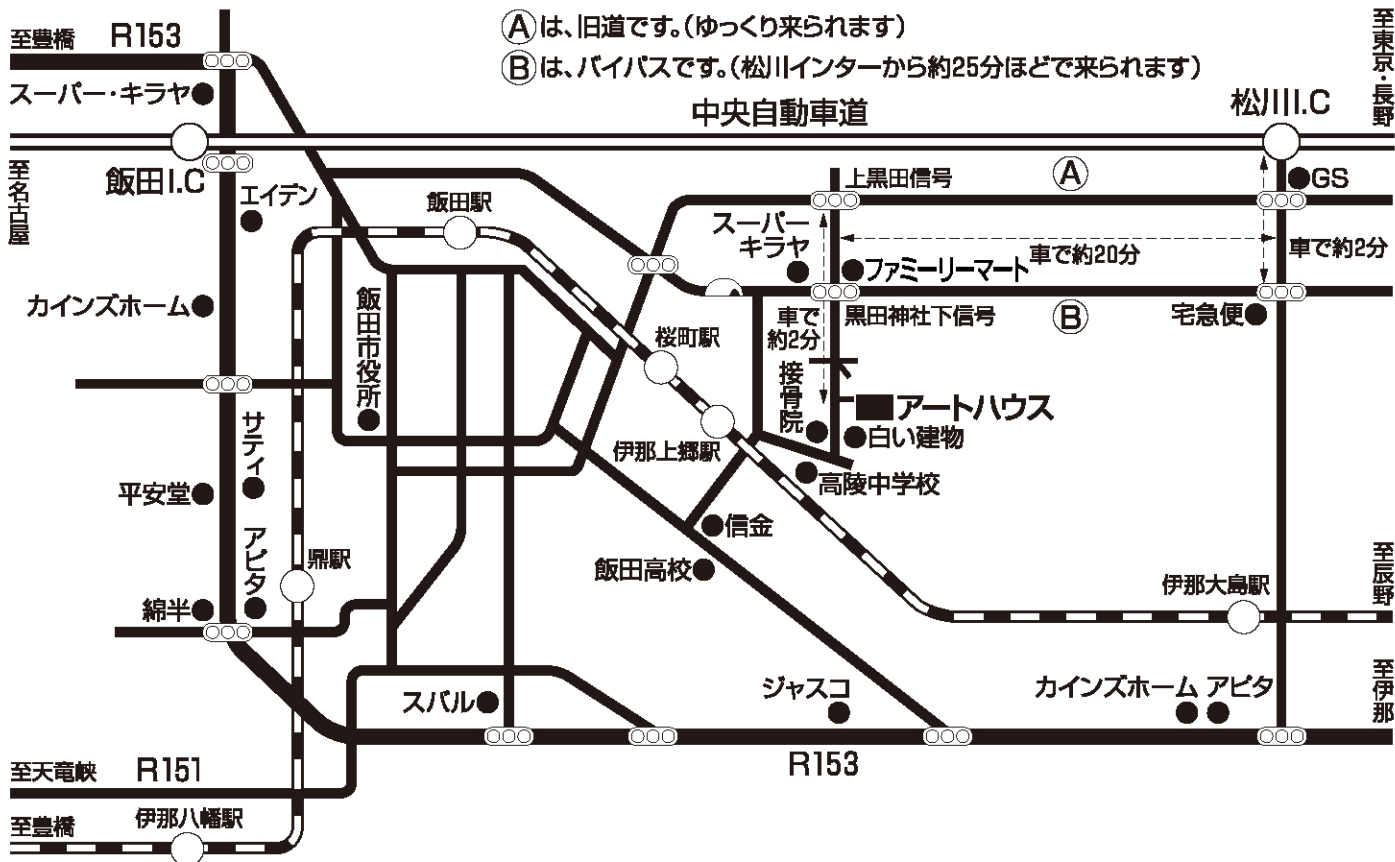 Ⓐは、旧道です。(ゆっくり来られます)
Ⓑは、バイパスです。(松川インターから約25分ほどで来られます)
至豊橋
R153
至東京・長野
スーパー・キラヤ
中央自動車道
松川I.C
飯田I.C
至名古屋
エイデン
飯田駅
上黒田信号
Ⓐ
GS
スーパー
キラヤ
ファミーリーマート
車で約20分
車で約2分
カインズホーム
飯田市役所
桜町駅
車で
約2分
黒田神社下信号
Ⓑ
宅急便
接骨院
アートハウス
サティ
伊那上郷駅
白い建物
高陵中学校
平安堂
信金
アピタ
鼎駅
飯田高校
至辰野
綿半
伊那大島駅
スバル
ジャスコ
カインズホーム
アピタ
至伊那
R153
至天竜峡
R151
至豊橋
伊那八幡駅